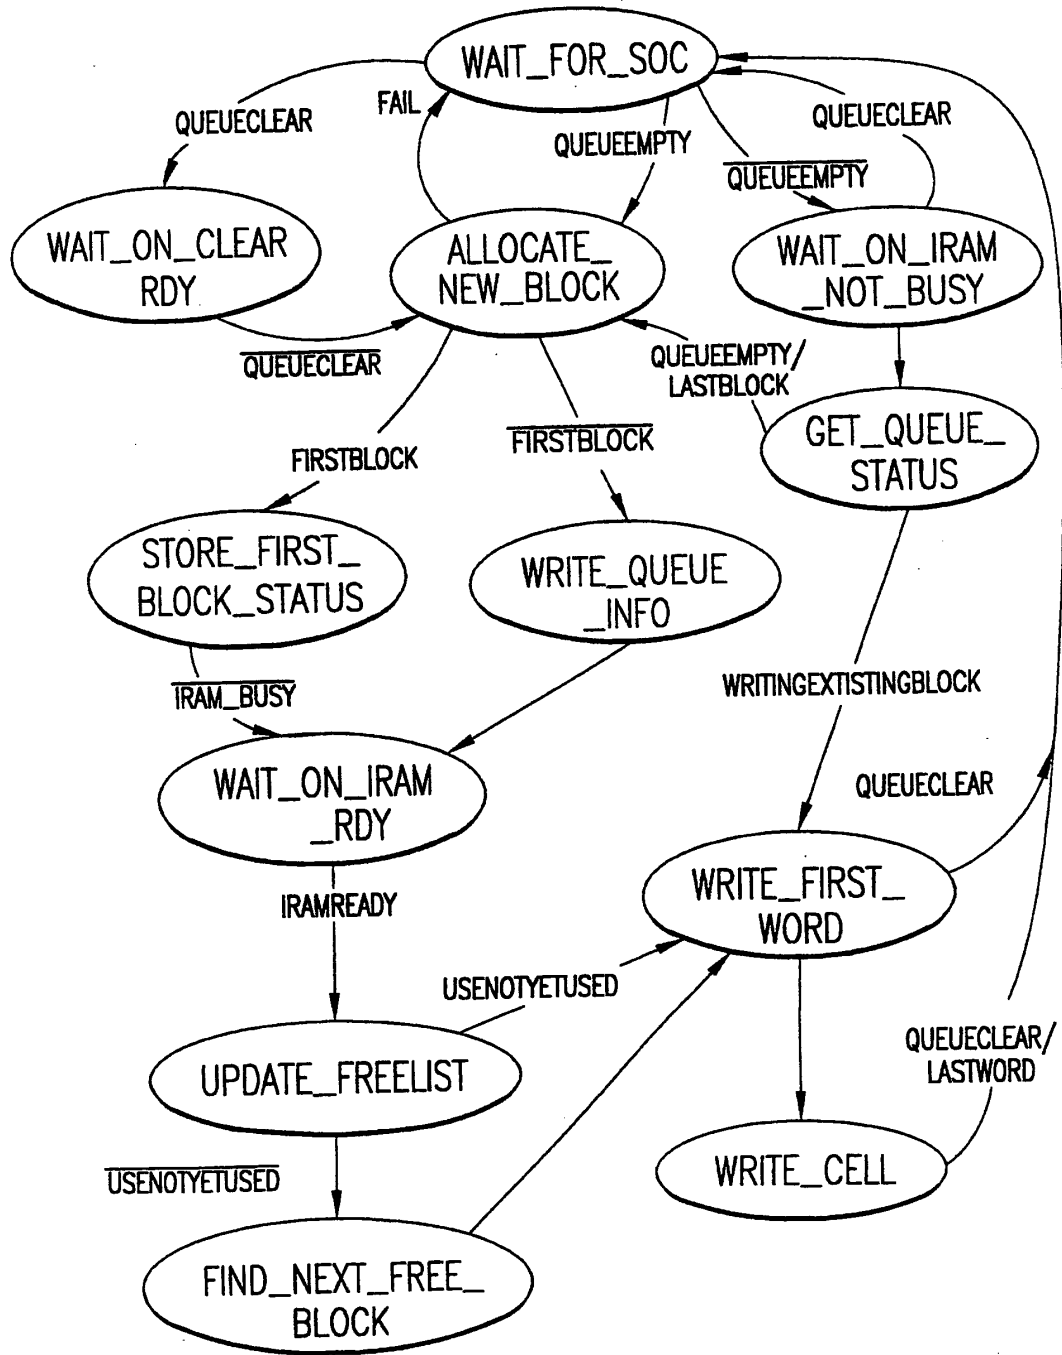 WAIT_FOR_SOC
FAIL
QUEUECLEAR
QUEUEEMPTY
QUEUECLEAR
QUEUEEMPTY
WAIT_ON_CLEAR
RDY
ALLOCATE_
NEW_BLOCK
WAIT_ON_IRAM
_NOT_BUSY
QUEUECLEAR
QUEUEEMPTY/
LASTBLOCK
FIRSTBLOCK
FIRSTBLOCK
GET_QUEUE_
STATUS
STORE_FIRST_
BLOCK_STATUS
WRITE_QUEUE
_INFO
IRAM_BUSY
WRITINGEXTISTINGBLOCK
WAIT_ON_IRAM
_RDY
QUEUECLEAR
IRAMREADY
WRITE_FIRST_
WORD
USENOTYETUSED
UPDATE_FREELIST
QUEUECLEAR/
LASTWORD
USENOTYETUSED
WRITE_CELL
FIND_NEXT_FREE_
BLOCK